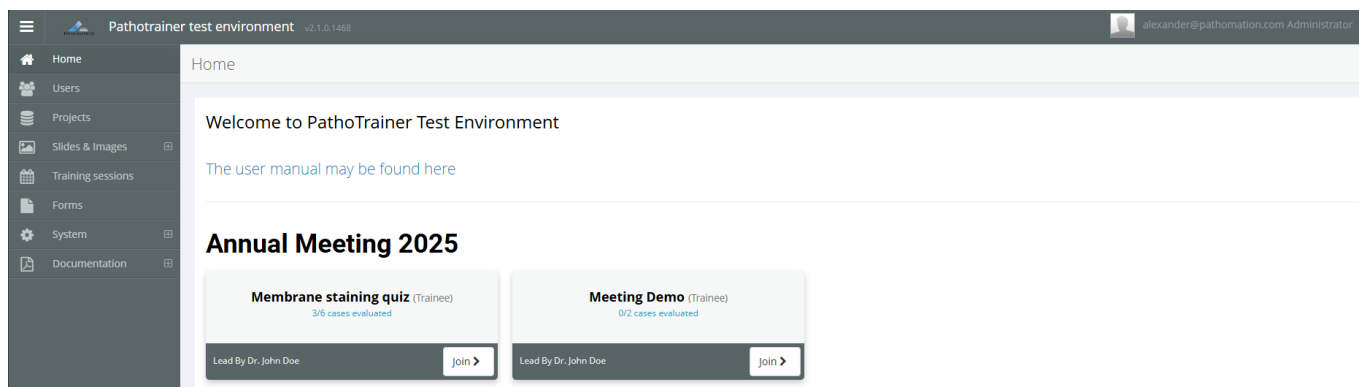 Pathotrainer test environment v2.1.0.1468
alexander@pathomation.com Administrator
Home
Users
Projects
Slides & Images
Training sessions
Forms
System
Documentation
Home
Welcome to PathoTrainer Test Environment
The user manual may be found here
Annual Meeting 2025
Membrane staining quiz (Trainee)
3/6 cases evaluated
Lead By Dr. John Doe
Join
Meeting Demo (Trainee)
0/2 cases evaluated
Lead By Dr. John Doe
Join